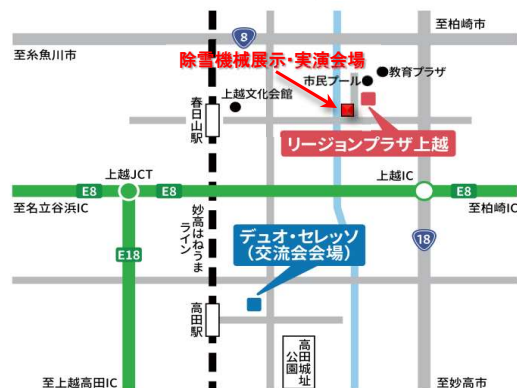 至柏崎市
8
至糸魚川市
除雪機械展示・実演会場
教育プラザ
市民プール
上越文化会館
春日山駅
リージョンプラザ上越
上越JCT
上越IC
E8
E8
E8
至名立谷浜IC
至柏崎IC
妙高はねうま
ライン
デュオ・セレッソ
(交流会会場)
18
E18
高田駅
高田城址
公園
至上越高田IC
至妙高市